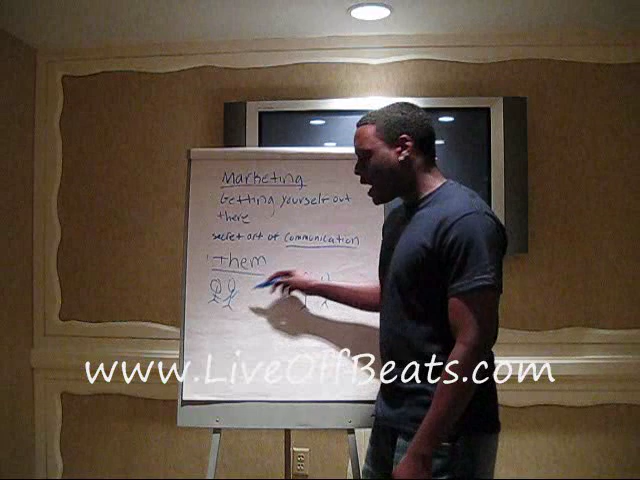 Marketing
Getting yourself out
there
secret art of Communication
Them
www.LiveOffBeats.com